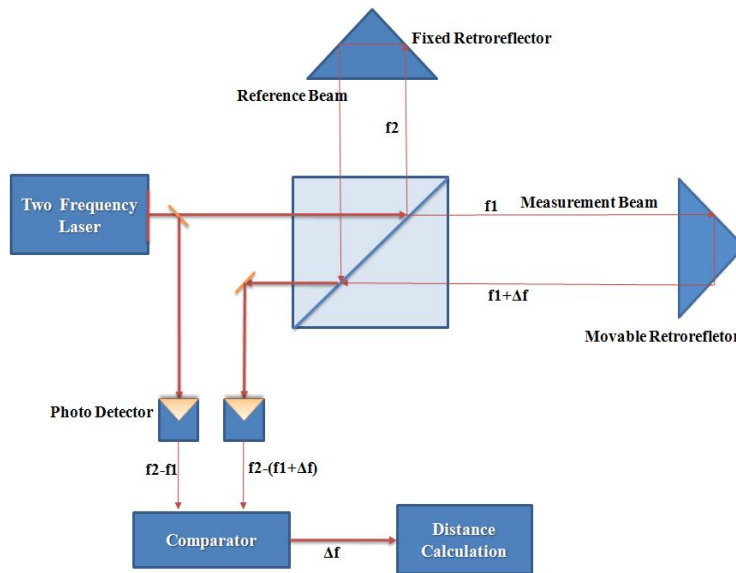 Fixed Retroreflector
Reference Beam
f2
Two Frequency
Laser
f1
Measurement Beam
f1+Δf
Movable Retrorefletor
Photo Detector
f2-f1
f2-(f1+Δf)
Comparator
Δf
Distance
Calculation